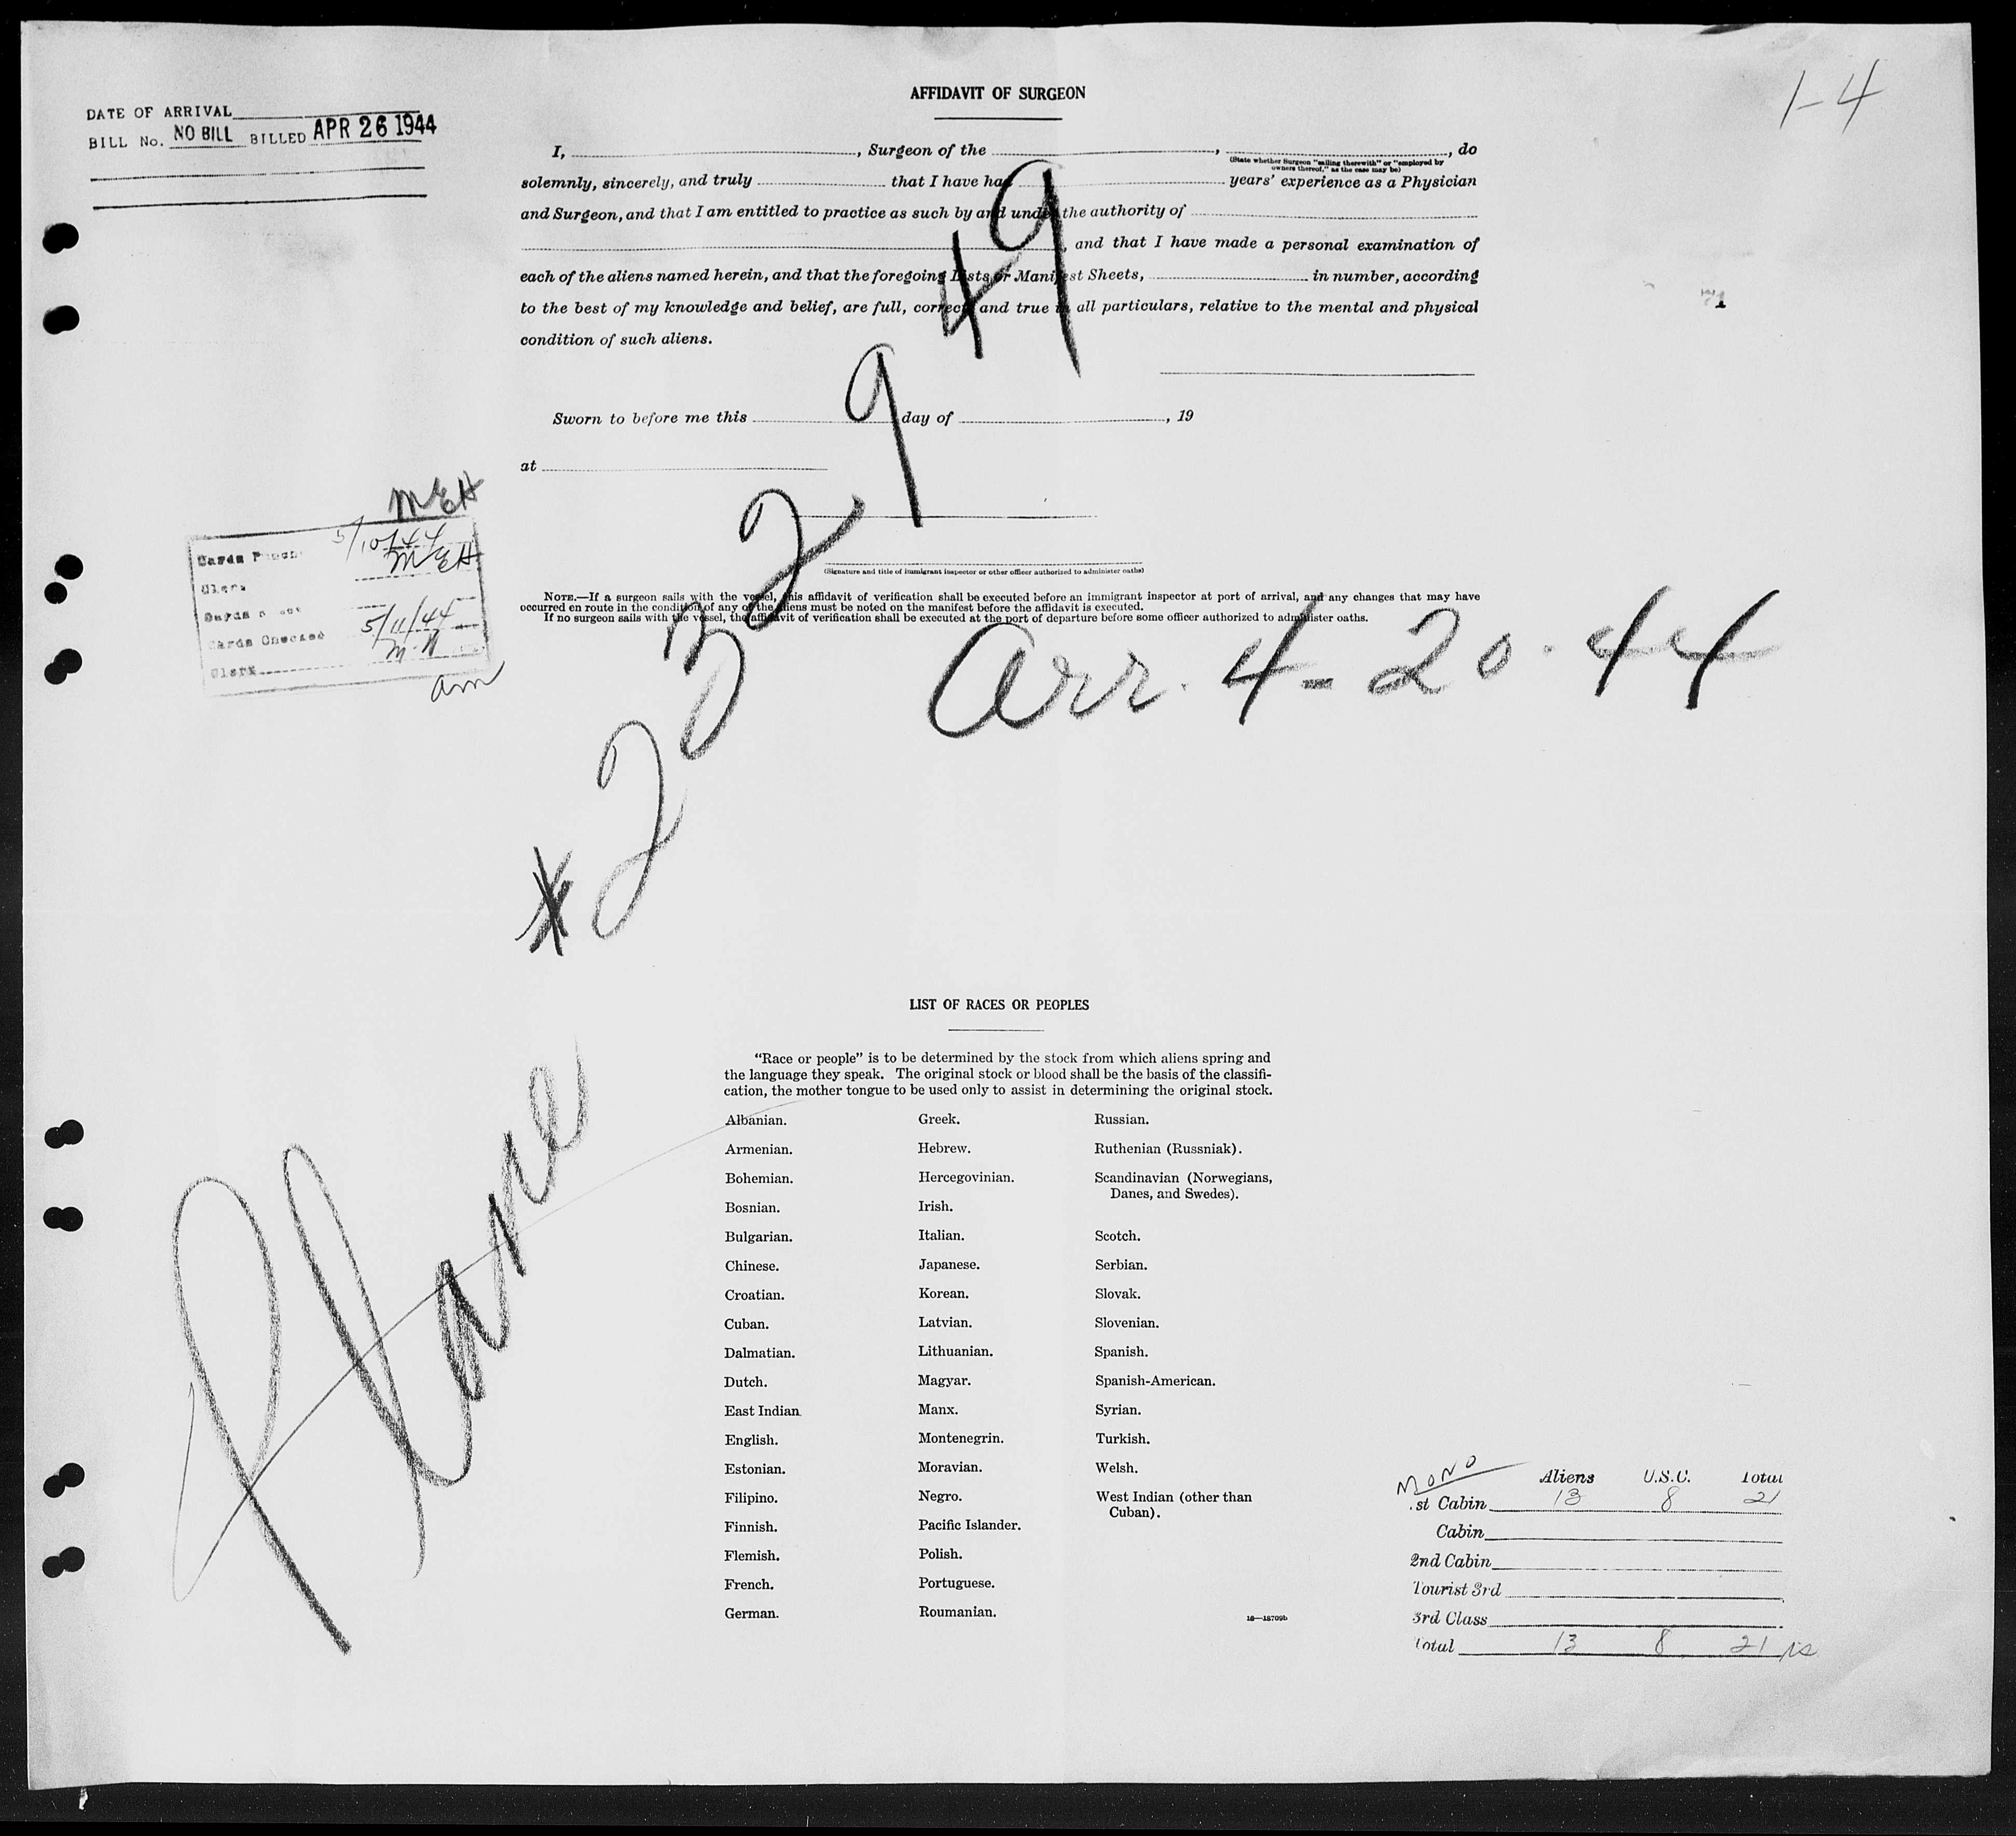 AFFIDAVIT OF SURGEON
1-4
DATE OF ARRIVAL
BILL No. NO BILL BILLED APR 26 1944
I, , Surgeon of the , , do
(State whether Surgeon "sailing therewith" or "employed by
owners thereof," as the case may be)
solemnly, sincerely, and truly that I have had years' experience as a Physician
and Surgeon, and that I am entitled to practice as such by and under the authority of
, and that I have made a personal examination of
each of the aliens named herein, and that the foregoing Lists or Manifest Sheets, in number, according
to the best of my knowledge and belief, are full, correct, and true in all particulars, relative to the mental and physical
condition of such aliens.
1
Sworn to before me this day of , 19
at
(Signature and title of immigrant inspector or other officer authorized to administer oaths)
NOTE.—If a surgeon sails with the vessel, this affidavit of verification shall be executed before an immigrant inspector at port of arrival, and any changes that may have
occurred en route in the condition of any of the aliens must be noted on the manifest before the affidavit is executed.
If no surgeon sails with the vessel, the affidavit of verification shall be executed at the port of departure before some officer authorized to administer oaths.
MEH
Cards Punch 5/10/44
Clerk MEH
Cards
Cards Checked 5/11/44
Clerk M.N
am
2332949
Arr. 4-20-44
Plane
LIST OF RACES OR PEOPLES
"Race or people" is to be determined by the stock from which aliens spring and
the language they speak. The original stock or blood shall be the basis of the classifi-
cation, the mother tongue to be used only to assist in determining the original stock.
Albanian.
Armenian.
Bohemian.
Bosnian.
Bulgarian.
Chinese.
Croatian.
Cuban.
Dalmatian.
Dutch.
East Indian
English.
Estonian.
Filipino.
Finnish.
Flemish.
French.
German.
Greek.
Hebrew.
Hercegovinian.
Irish.
Italian.
Japanese.
Korean.
Latvian.
Lithuanian.
Magyar.
Manx.
Montenegrin.
Moravian.
Negro.
Pacific Islander.
Polish.
Portuguese.
Roumanian.
Russian.
Ruthenian (Russniak).
Scandinavian (Norwegians,
Danes, and Swedes).
Scotch.
Serbian.
Slovak.
Slovenian.
Spanish.
Spanish-American.
Syrian.
Turkish.
Welsh.
West Indian (other than
Cuban).
16—18709b
MONO
Aliens U.S.C. Total
st Cabin 13 8 21
Cabin
2nd Cabin
Tourist 3rd
3rd Class
Total 13 8 21